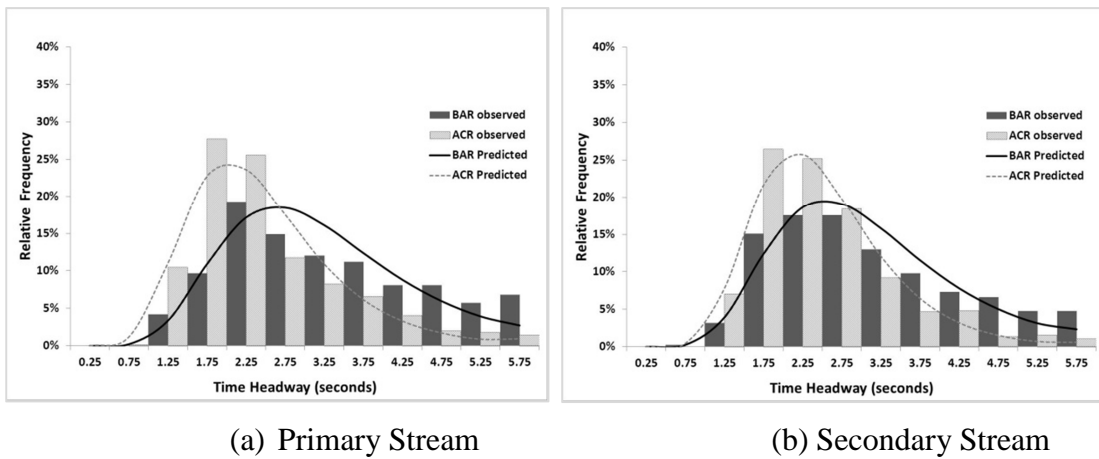 40%
35%
30%
25%
20%
15%
10%
5%
0%
Relative Frequency
BAR observed
ACR observed
BAR Predicted
ACR Predicted
0.25 0.75 1.25 1.75 2.25 2.75 3.25 3.75 4.25 4.75 5.25 5.75
Time Headway (seconds)
(a) Primary Stream
40%
35%
30%
25%
20%
15%
10%
5%
0%
Relative Frequency
BAR observed
ACR observed
BAR Predicted
ACR Predicted
0.25 0.75 1.25 1.75 2.25 2.75 3.25 3.75 4.25 4.75 5.25 5.75
Time Headway (seconds)
(b) Secondary Stream